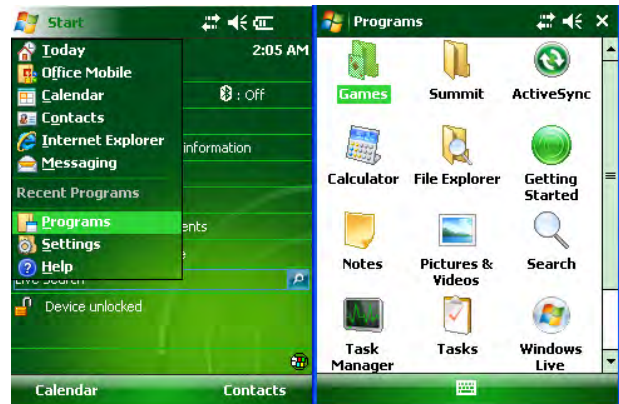 Start
Today
2:05 AM
Office Mobile
Calendar
: Off
Contacts
Internet Explorer
information
Messaging
Recent Programs
Programs
ents
Settings
Help
Device unlocked
Calendar
Contacts
Programs
Games
Summit
ActiveSync
Calculator
File Explorer
Getting
Started
Notes
Pictures &
Videos
Search
Task
Manager
Tasks
Windows
Live